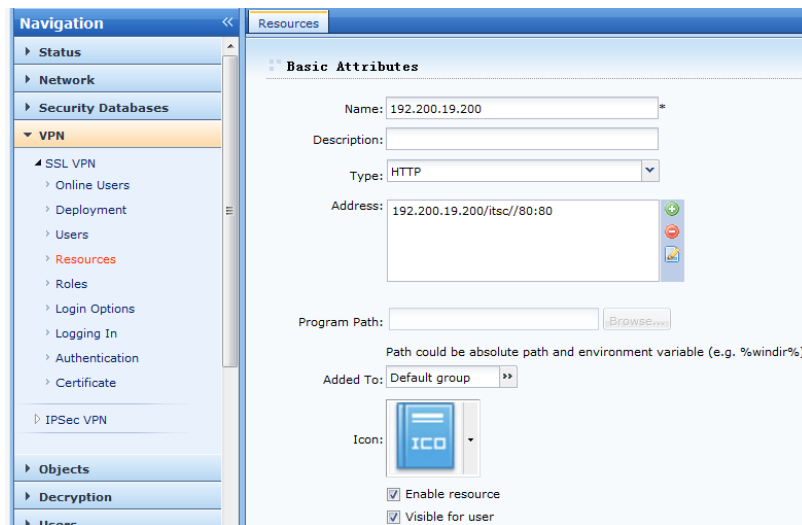 Navigation
Status
Network
Security Databases
VPN
SSL VPN
Online Users
Deployment
Users
Resources
Roles
Login Options
Logging In
Authentication
Certificate
IPSec VPN
Objects
Decryption
Users
Resources
Basic Attributes
Name: 192.200.19.200 *
Description:
Type: HTTP
Address: 192.200.19.200/itsc//80:80
Program Path: Browse...
Path could be absolute path and environment variable (e.g. %windir%)
Added To: Default group
Icon: ICO
Enable resource
Visible for user